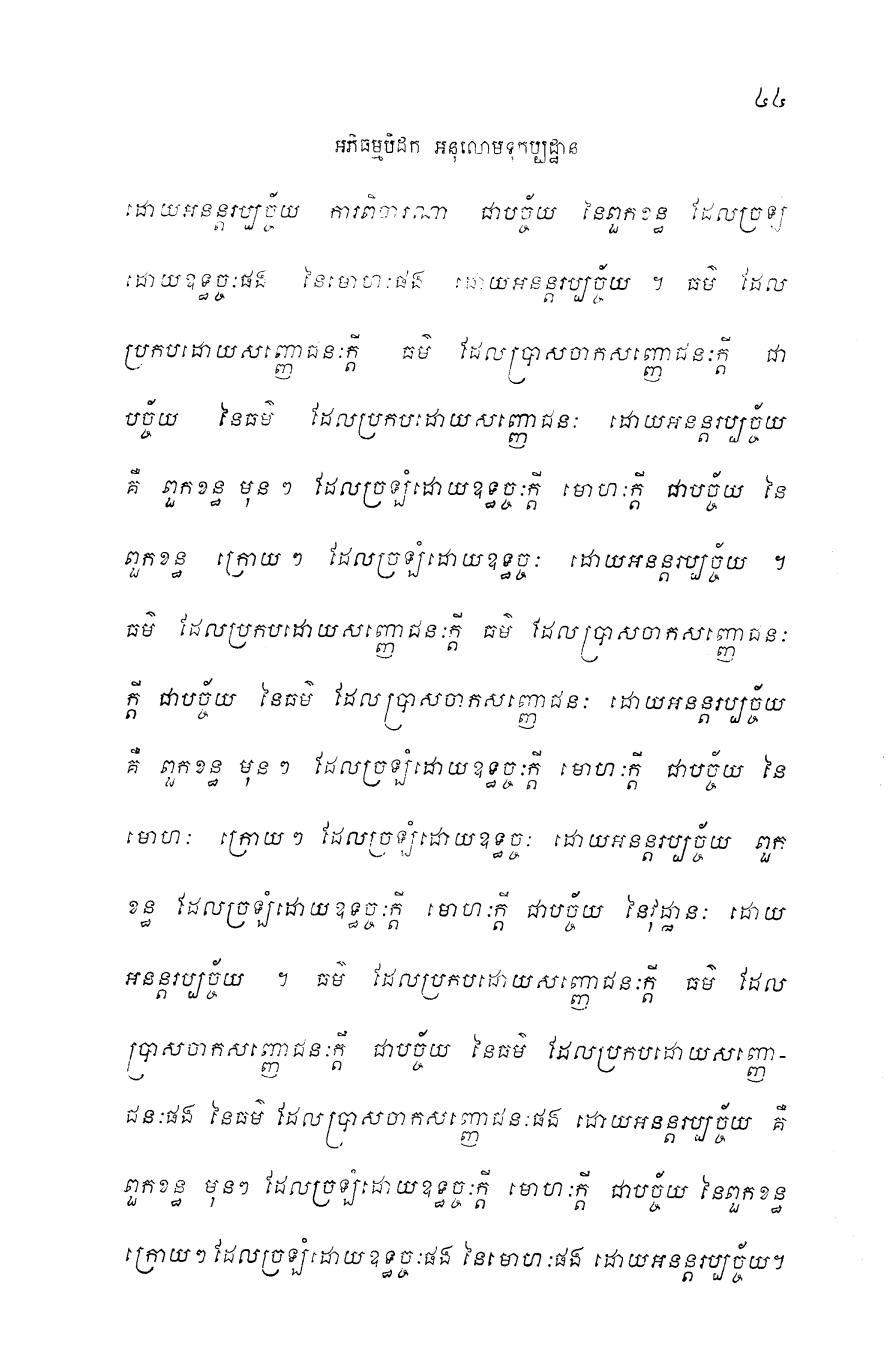 ៤៤
អភិធម្មបិដក អនុលោមទុកប្បដ្ឋាន
ដោយអនន្តរប្បច្ច័យ ការពិចារណា ជាបច្ច័យ នៃពួកខន្ធ ដែលច្រឡំ
ដោយឧទ្ធច្ចៈផង នៃមោហៈផង ដោយអនន្តរប្បច្ច័យ ។ ធម៌ ដែល
ប្រកបដោយសញ្ញោជនៈក្តី ធម៌ ដែលប្រាសចាកសញ្ញោជនៈក្តី ជា
បច្ច័យ នៃធម៌ ដែលប្រកបដោយសញ្ញោជនៈ ដោយអនន្តរប្បច្ច័យ
គឺ ពួកខន្ធ មុន ៗ ដែលច្រឡំដោយឧទ្ធច្ចៈក្តី មោហៈក្តី ជាបច្ច័យ នៃ
ពួកខន្ធ ក្រោយ ៗ ដែលច្រឡំដោយឧទ្ធច្ចៈ ដោយអនន្តរប្បច្ច័យ ។
ធម៌ ដែលប្រកបដោយសញ្ញោជនៈក្តី ធម៌ ដែលប្រាសចាកសញ្ញោជនៈ
ក្តី ជាបច្ច័យ នៃធម៌ ដែលប្រាសចាកសញ្ញោជនៈ ដោយអនន្តរប្បច្ច័យ
គឺ ពួកខន្ធ មុន ៗ ដែលច្រឡំដោយឧទ្ធច្ចៈក្តី មោហៈក្តី ជាបច្ច័យ នៃ
មោហៈ ក្រោយ ៗ ដែលច្រឡំដោយឧទ្ធច្ចៈ ដោយអនន្តរប្បច្ច័យ ពួក
ខន្ធ ដែលច្រឡំដោយឧទ្ធច្ចៈក្តី មោហៈក្តី ជាបច្ច័យ នៃវុដ្ឋានៈ ដោយ
អនន្តរប្បច្ច័យ ។ ធម៌ ដែលប្រកបដោយសញ្ញោជនៈក្តី ធម៌ ដែល
ប្រាសចាកសញ្ញោជនៈក្តី ជាបច្ច័យ នៃធម៌ ដែលប្រកបដោយសញ្ញោ-
ជនៈផង នៃធម៌ ដែលប្រាសចាកសញ្ញោជនៈផង ដោយអនន្តរប្បច្ច័យ គឺ
ពួកខន្ធ មុនៗ ដែលច្រឡំដោយឧទ្ធច្ចៈក្តី មោហៈក្តី ជាបច្ច័យ នៃពួកខន្ធ
ក្រោយ ៗ ដែលច្រឡំដោយឧទ្ធច្ចៈផង នៃមោហៈផង ដោយអនន្តរប្បច្ច័យ។